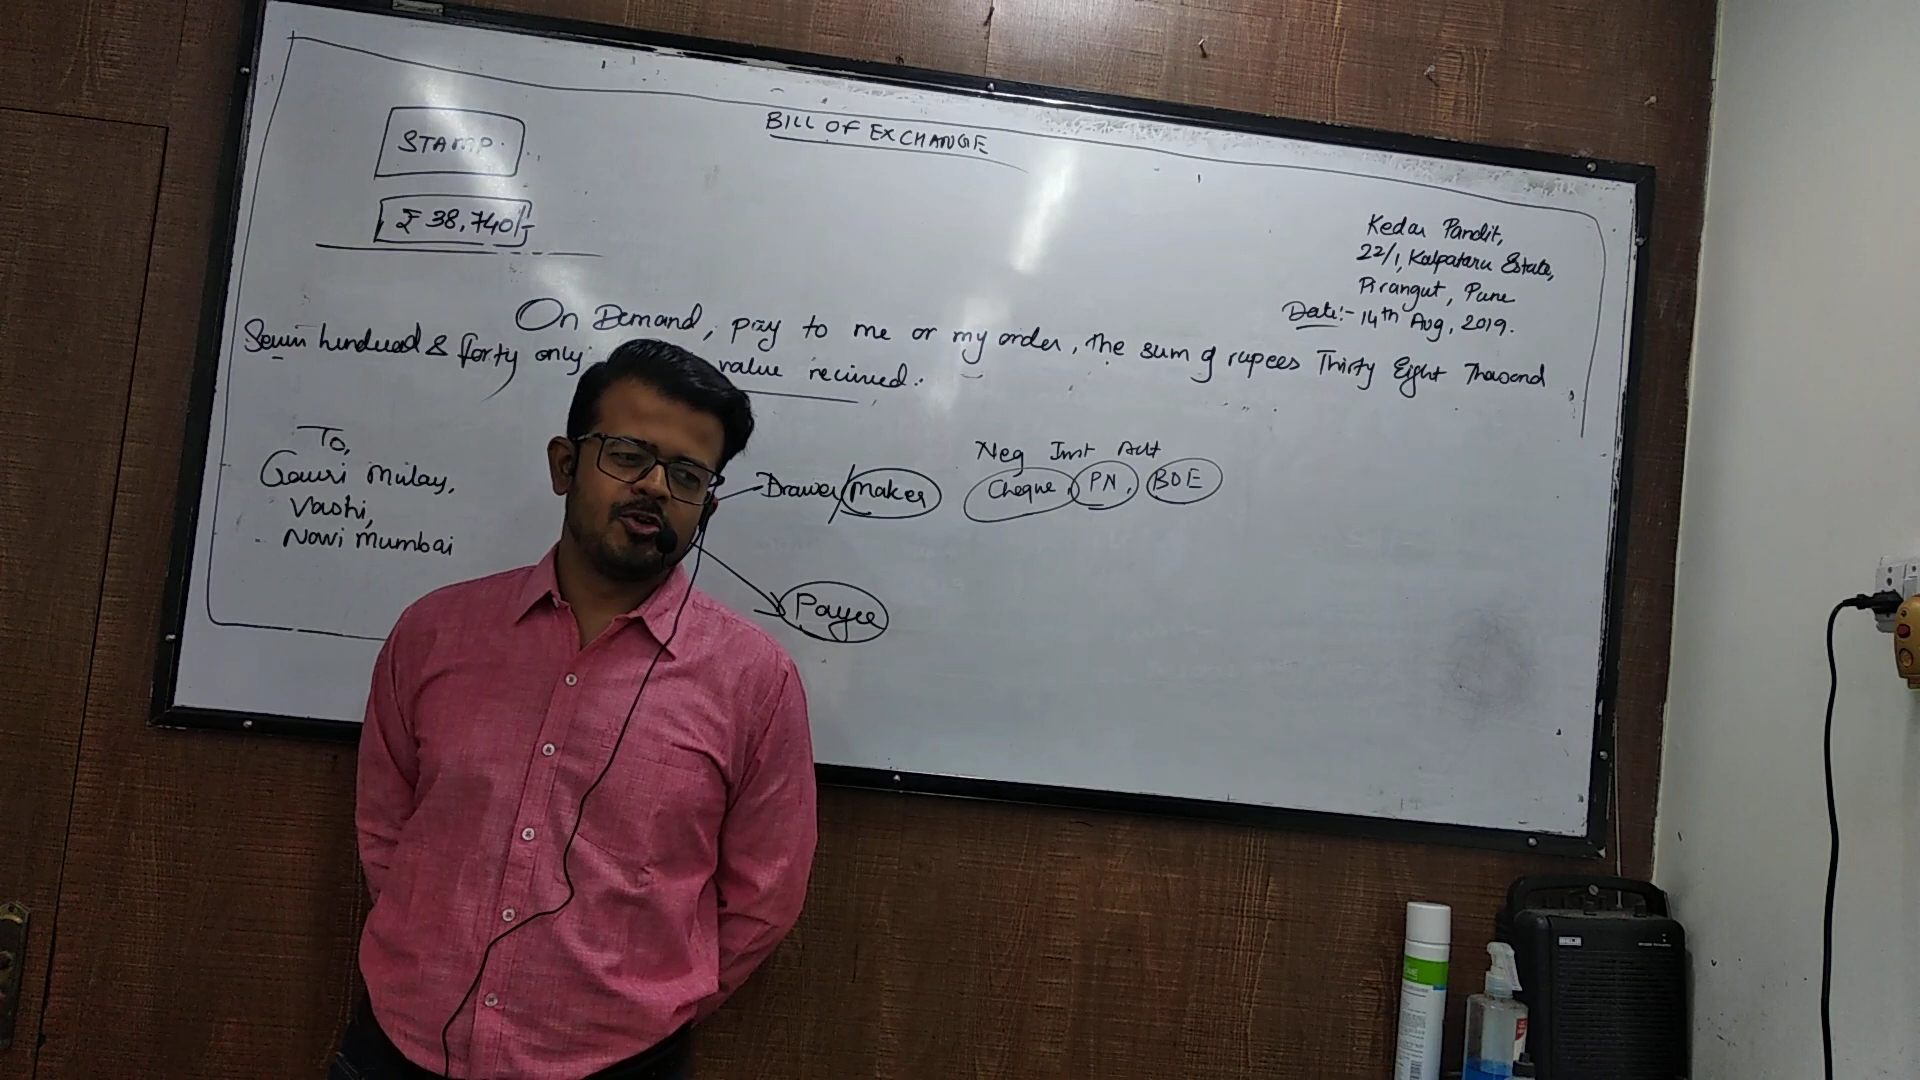 BILL OF EXCHANGE
STAMP
₹ 38,740/-
Kedar Pandit,
22/1, Kalpataru Estate,
Pirangut, Pune
Date:- 14th Aug, 2019.
On Demand, pay to me or my order, the sum of rupees Thirty Eight Thousand
Seven hundred & forty only value recieved.
To,
Gauri Mulay,
Vashi,
Navi Mumbai
Drawer/Maker
Payee
Neg Inst Act
Cheque, PN, BOE